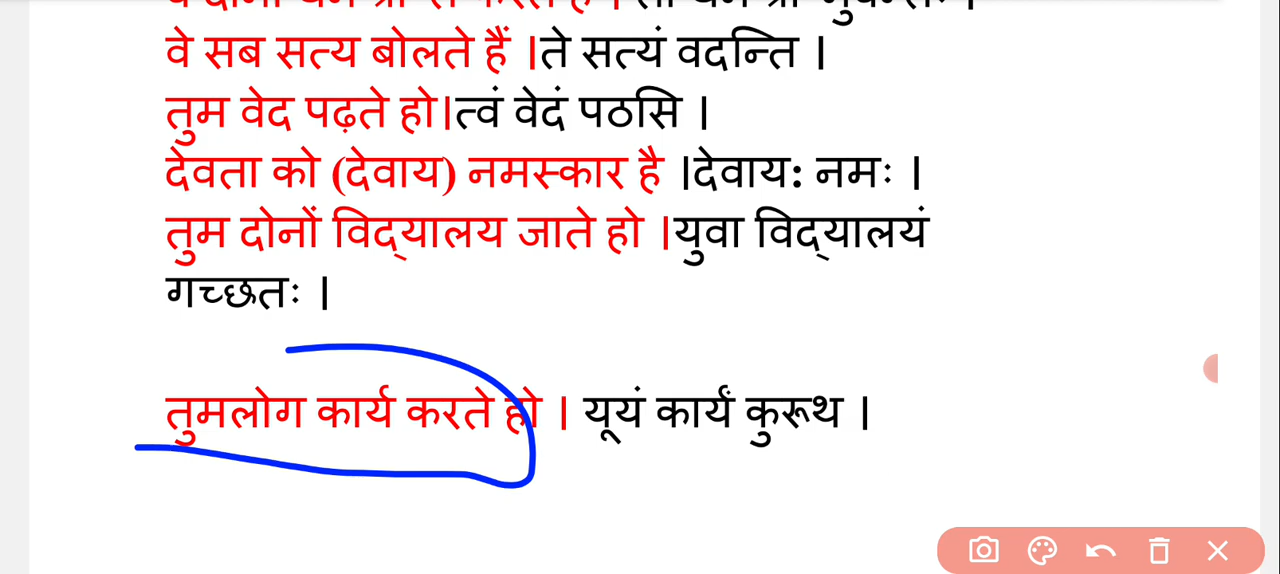 वे सब सत्य बोलते हैं ।ते सत्यं वदन्ति ।
तुम वेद पढ़ते हो।त्वं वेदं पठसि ।
देवता को (देवाय) नमस्कार है ।देवाय: नमः ।
तुम दोनों विद्यालय जाते हो ।युवा विद्यालयं
गच्छतः ।
तुमलोग कार्य करते हो । यूयं कार्यं कुरूथ ।